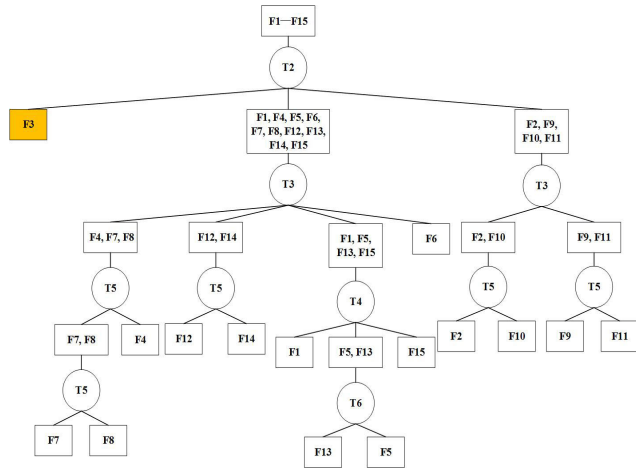 F1—F15
T2
F3
F1, F4, F5, F6,
F7, F8, F12, F13,
F14, F15
F2, F9,
F10, F11
T3
T3
F4, F7, F8
F12, F14
F1, F5,
F13, F15
F6
F2, F10
F9, F11
T5
T5
T4
T5
T5
F7, F8
F4
F12
F14
F1
F5, F13
F15
F2
F10
F9
F11
T5
T6
F7
F8
F13
F5